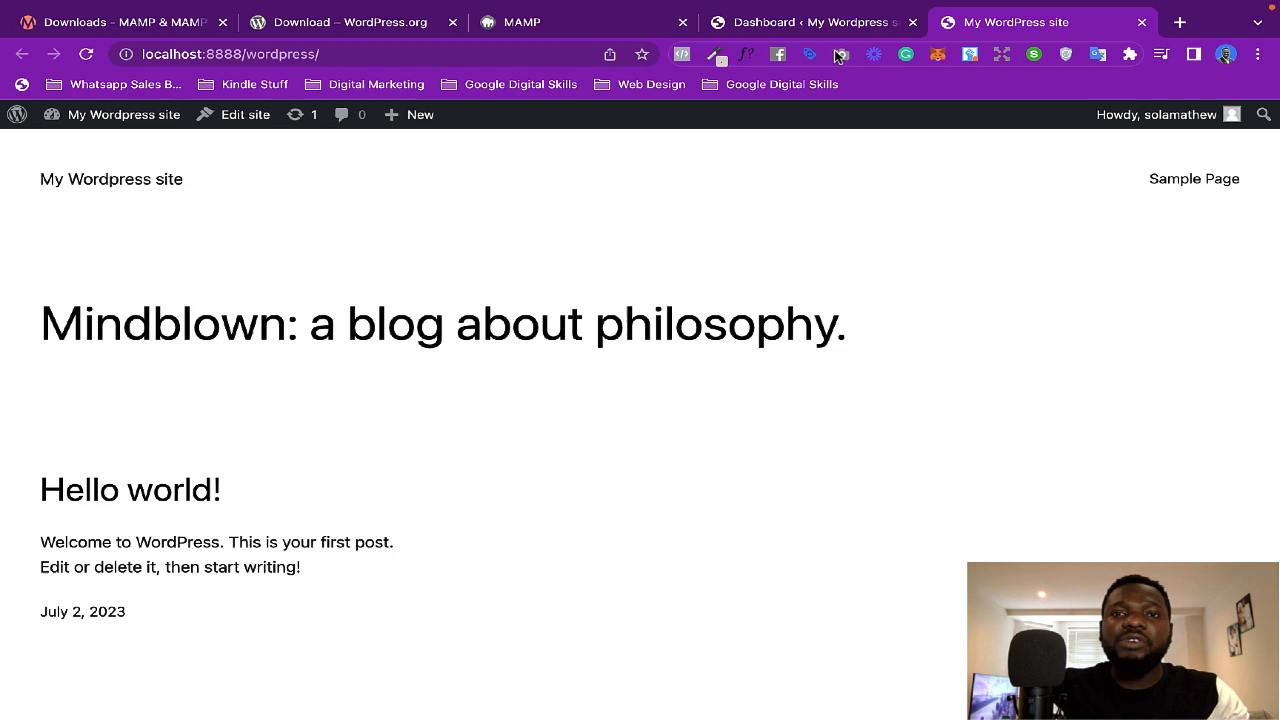 Downloads - MAMP & MAMP
Download – WordPress.org
MAMP
Dashboard ‹ My Wordpress s
My WordPress site
localhost:8888/wordpress/
Whatsapp Sales B...
Kindle Stuff
Digital Marketing
Google Digital Skills
Web Design
Google Digital Skills
My Wordpress site
Edit site
1
0
New
Howdy, solamathew
My Wordpress site
Sample Page
Mindblown: a blog about philosophy.
Hello world!
Welcome to WordPress. This is your first post.
Edit or delete it, then start writing!
July 2, 2023